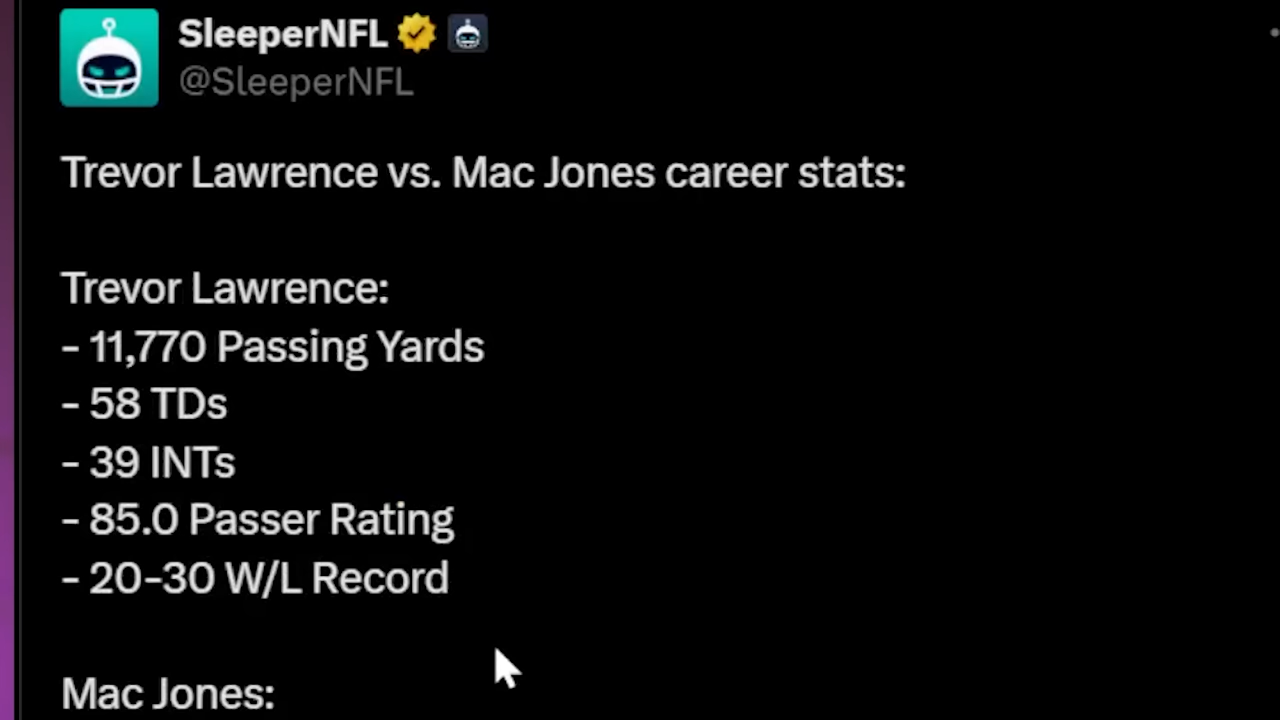 SleeperNFL
@SleeperNFL
Trevor Lawrence vs. Mac Jones career stats:
Trevor Lawrence:
- 11,770 Passing Yards
- 58 TDs
- 39 INTs
- 85.0 Passer Rating
- 20-30 W/L Record
Mac Jones: